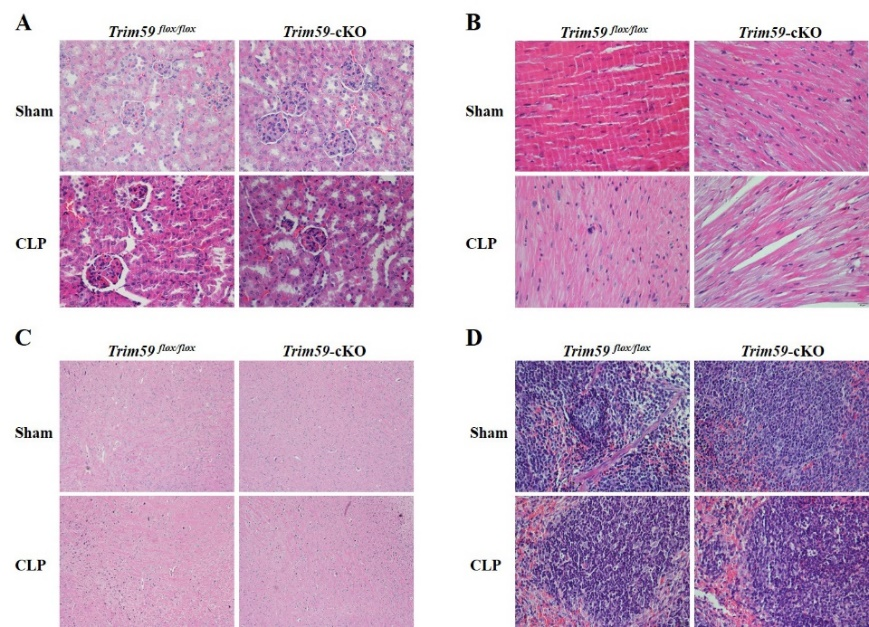 A
Trim59 flox/flox Trim59-cKO
Sham
CLP
B
Trim59 flox/flox Trim59-cKO
Sham
CLP
C
Trim59 flox/flox Trim59-cKO
Sham
CLP
D
Trim59 flox/flox Trim59-cKO
Sham
CLP